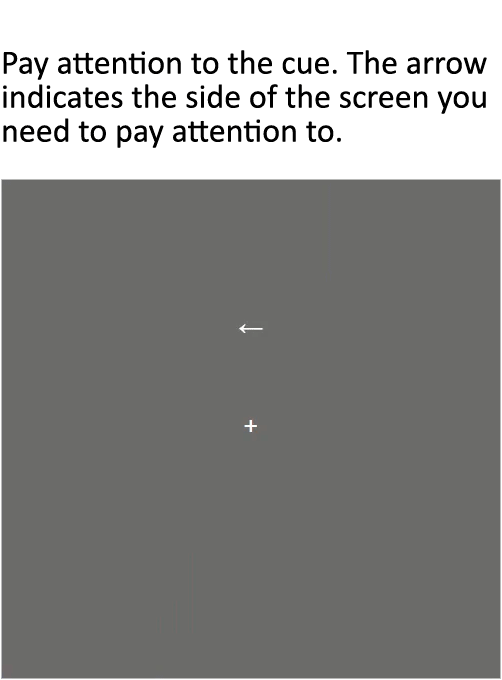 Pay attention to the cue. The arrow
indicates the side of the screen you
need to pay attention to.
←
+